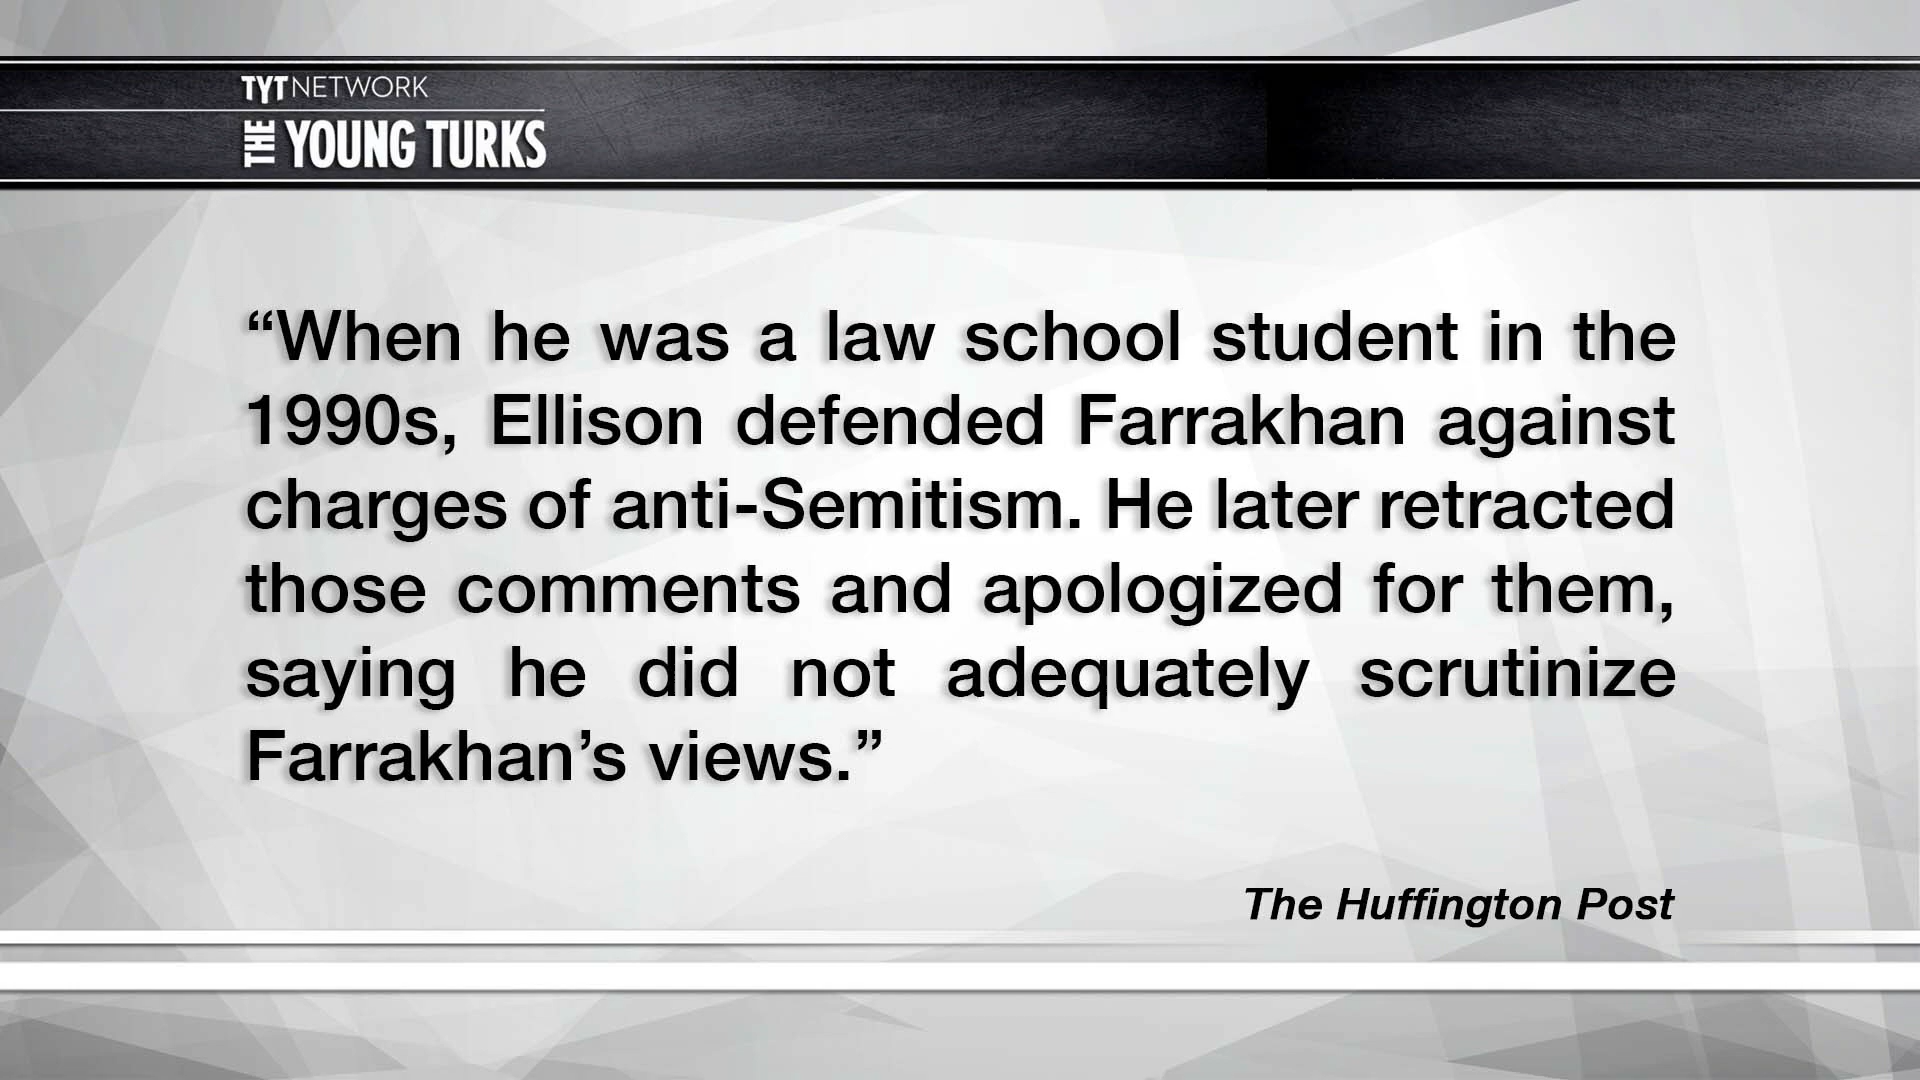 TYT NETWORK
THE YOUNG TURKS
“When he was a law school student in the
1990s, Ellison defended Farrakhan against
charges of anti-Semitism. He later retracted
those comments and apologized for them,
saying he did not adequately scrutinize
Farrakhan’s views.”
The Huffington Post